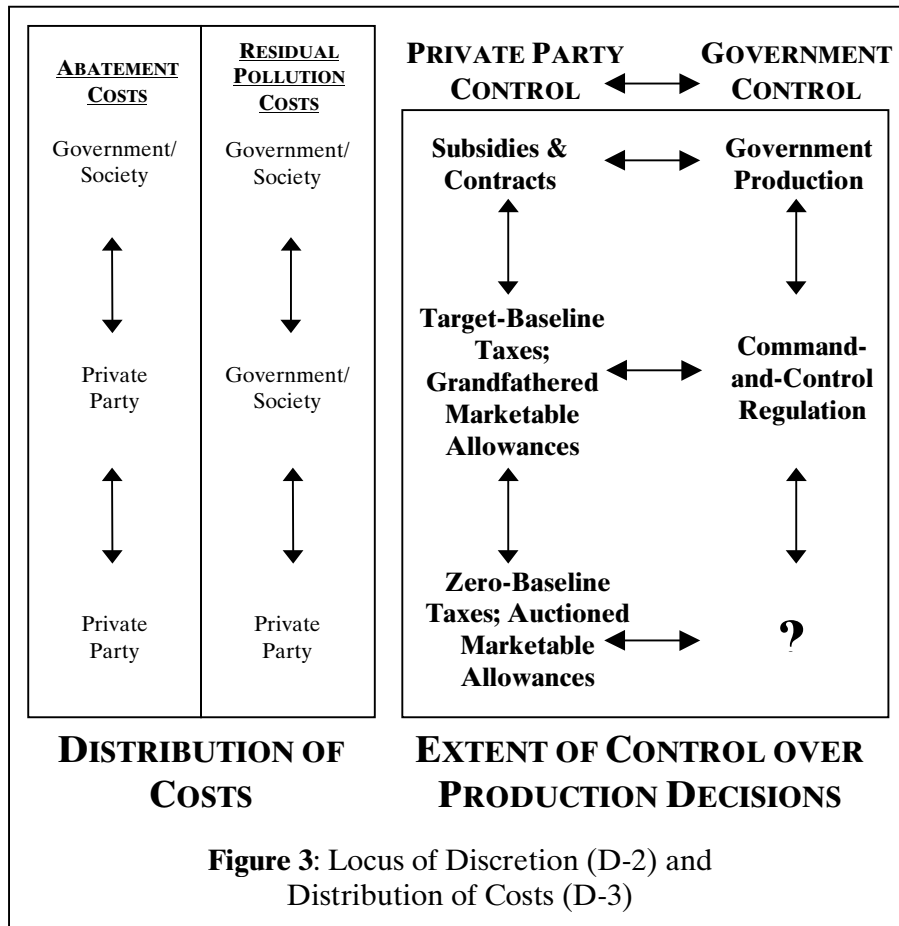 ABATEMENT
COSTS
RESIDUAL
POLLUTION
COSTS
Government/
Society
Government/
Society
Private
Party
Government/
Society
Private
Party
Private
Party
DISTRIBUTION OF
COSTS
PRIVATE PARTY
CONTROL
GOVERNMENT
CONTROL
Subsidies &
Contracts
Government
Production
Target-Baseline
Taxes;
Grandfathered
Marketable
Allowances
Command-
and-Control
Regulation
Zero-Baseline
Taxes; Auctioned
Marketable
Allowances
?
EXTENT OF CONTROL OVER
PRODUCTION DECISIONS
Figure 3: Locus of Discretion (D-2) and
Distribution of Costs (D-3)